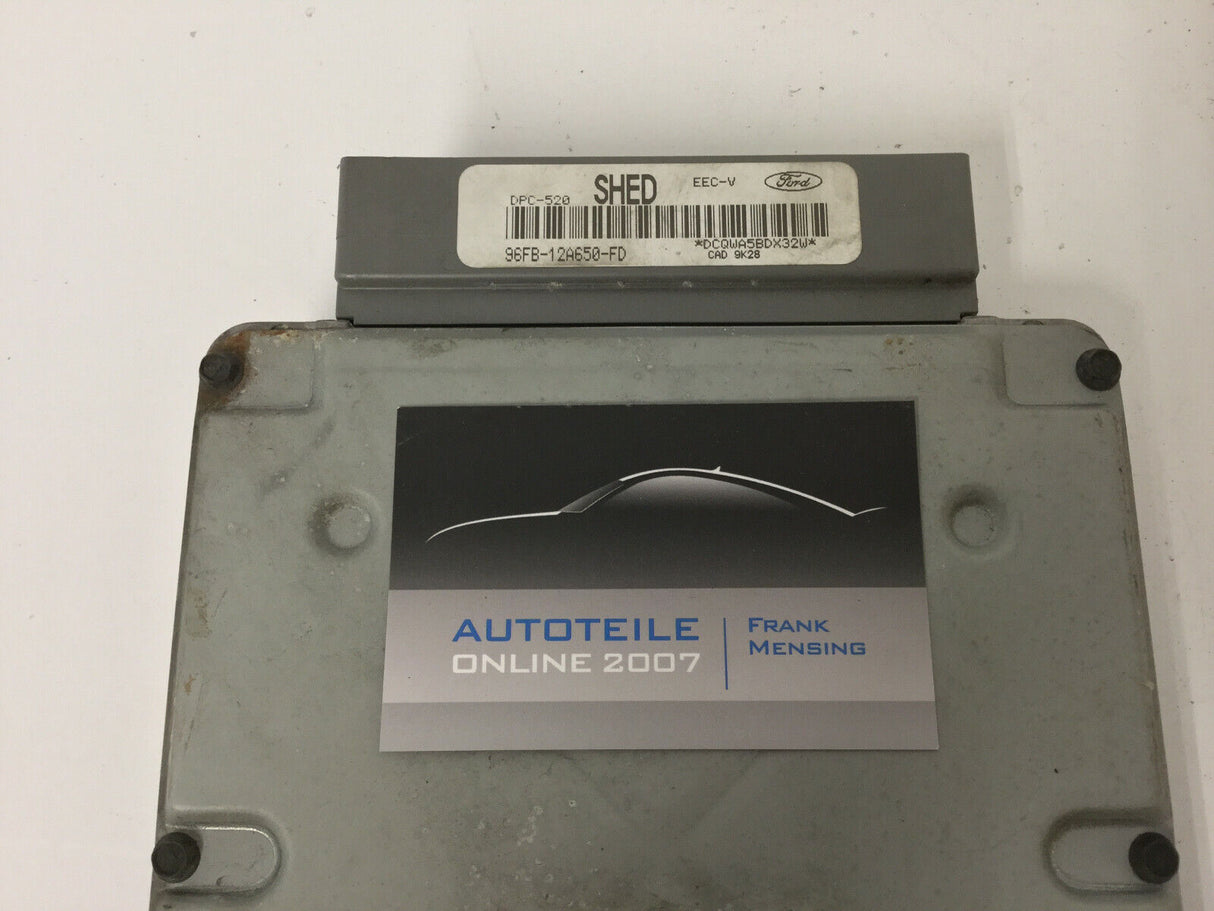 DPC-520 SHED EEC-V Ford
*DCQWA5BDX32W*
96FB-12A650-FD CAD 9K28
AUTOTEILE
ONLINE 2007
FRANK
MENSING